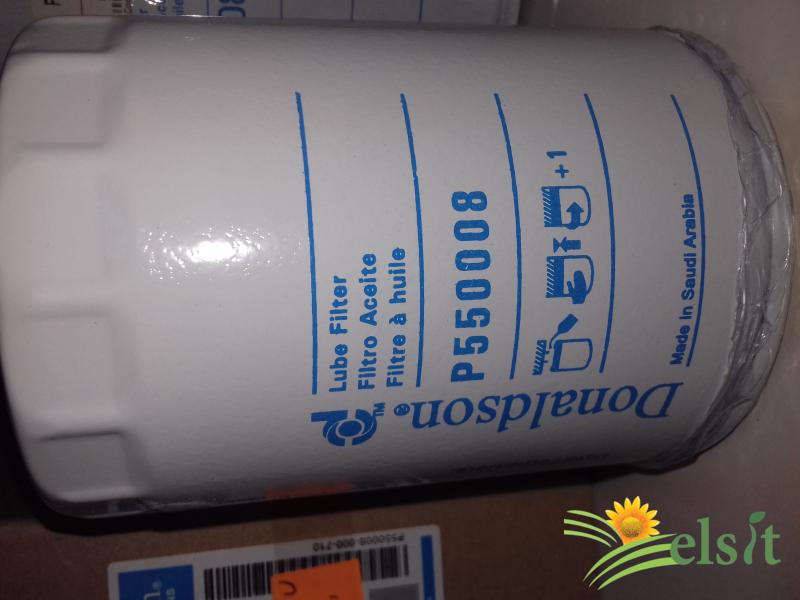 Donaldson®
Lube Filter
Filtro Aceite
Filtre à huile
P550008
+1
Made in Saudi Arabia
P550008-000-710
elsit